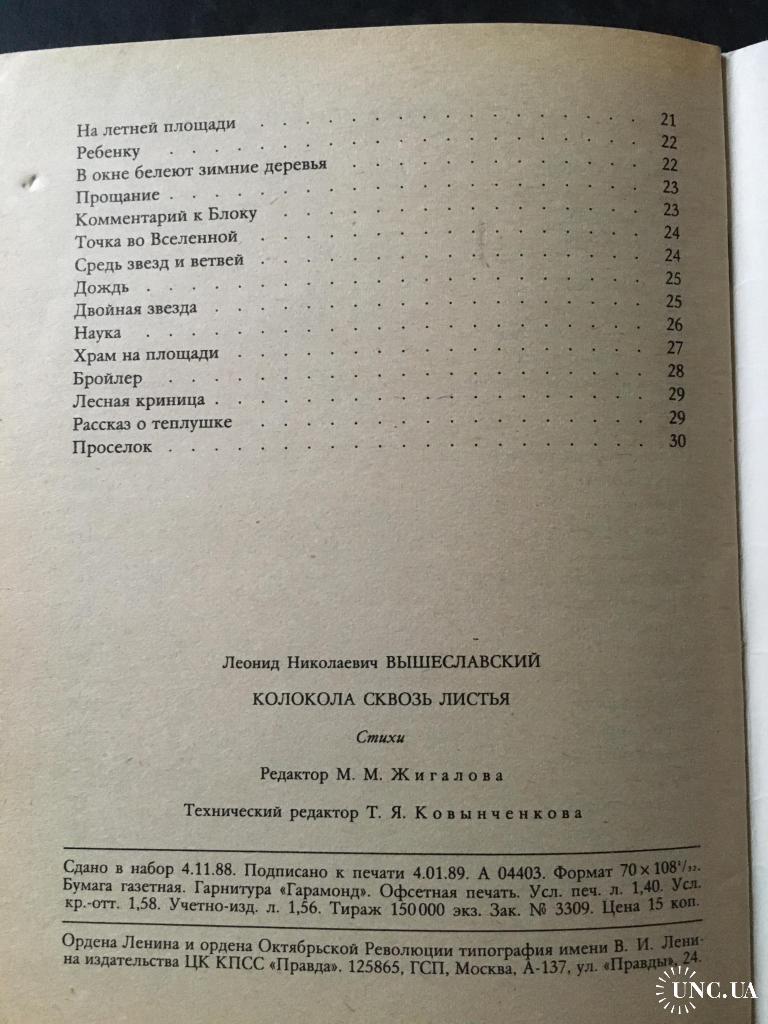 На летней площади . . . . . . . . . . . . . . . 21
Ребенку . . . . . . . . . . . . . . . . . . . 22
В окне белеют зимние деревья . . . . . . . . . . . 22
Прощание . . . . . . . . . . . . . . . . . . 23
Комментарий к Блоку . . . . . . . . . . . . . . 23
Точка во Вселенной . . . . . . . . . . . . . . . 24
Средь звезд и ветвей . . . . . . . . . . . . . . . 24
Дождь . . . . . . . . . . . . . . . . . . . 25
Двойная звезда . . . . . . . . . . . . . . . . 25
Наука . . . . . . . . . . . . . . . . . . . 26
Храм на площади . . . . . . . . . . . . . . . . 27
Бройлер . . . . . . . . . . . . . . . . . . 28
Лесная криница . . . . . . . . . . . . . . . . 29
Рассказ о теплушке . . . . . . . . . . . . . . . 29
Проселок . . . . . . . . . . . . . . . . . . 30
Леонид Николаевич ВЫШЕСЛАВСКИЙ
КОЛОКОЛА СКВОЗЬ ЛИСТЬЯ
Стихи
Редактор М. М. Жигалова
Технический редактор Т. Я. Ковынченкова
Сдано в набор 4.11.88. Подписано к печати 4.01.89. А 04403. Формат 70×108¹/₃₂.
Бумага газетная. Гарнитура «Гарамонд». Офсетная печать. Усл. печ. л. 1,40. Усл.
кр.-отт. 1,58. Учетно-изд. л. 1,56. Тираж 150000 экз. Зак. № 3309. Цена 15 коп.
Ордена Ленина и ордена Октябрьской Революции типография имени В. И. Лени-
на издательства ЦК КПСС «Правда». 125865, ГСП, Москва, А-137, ул. «Правды», 24.
UNC.UA